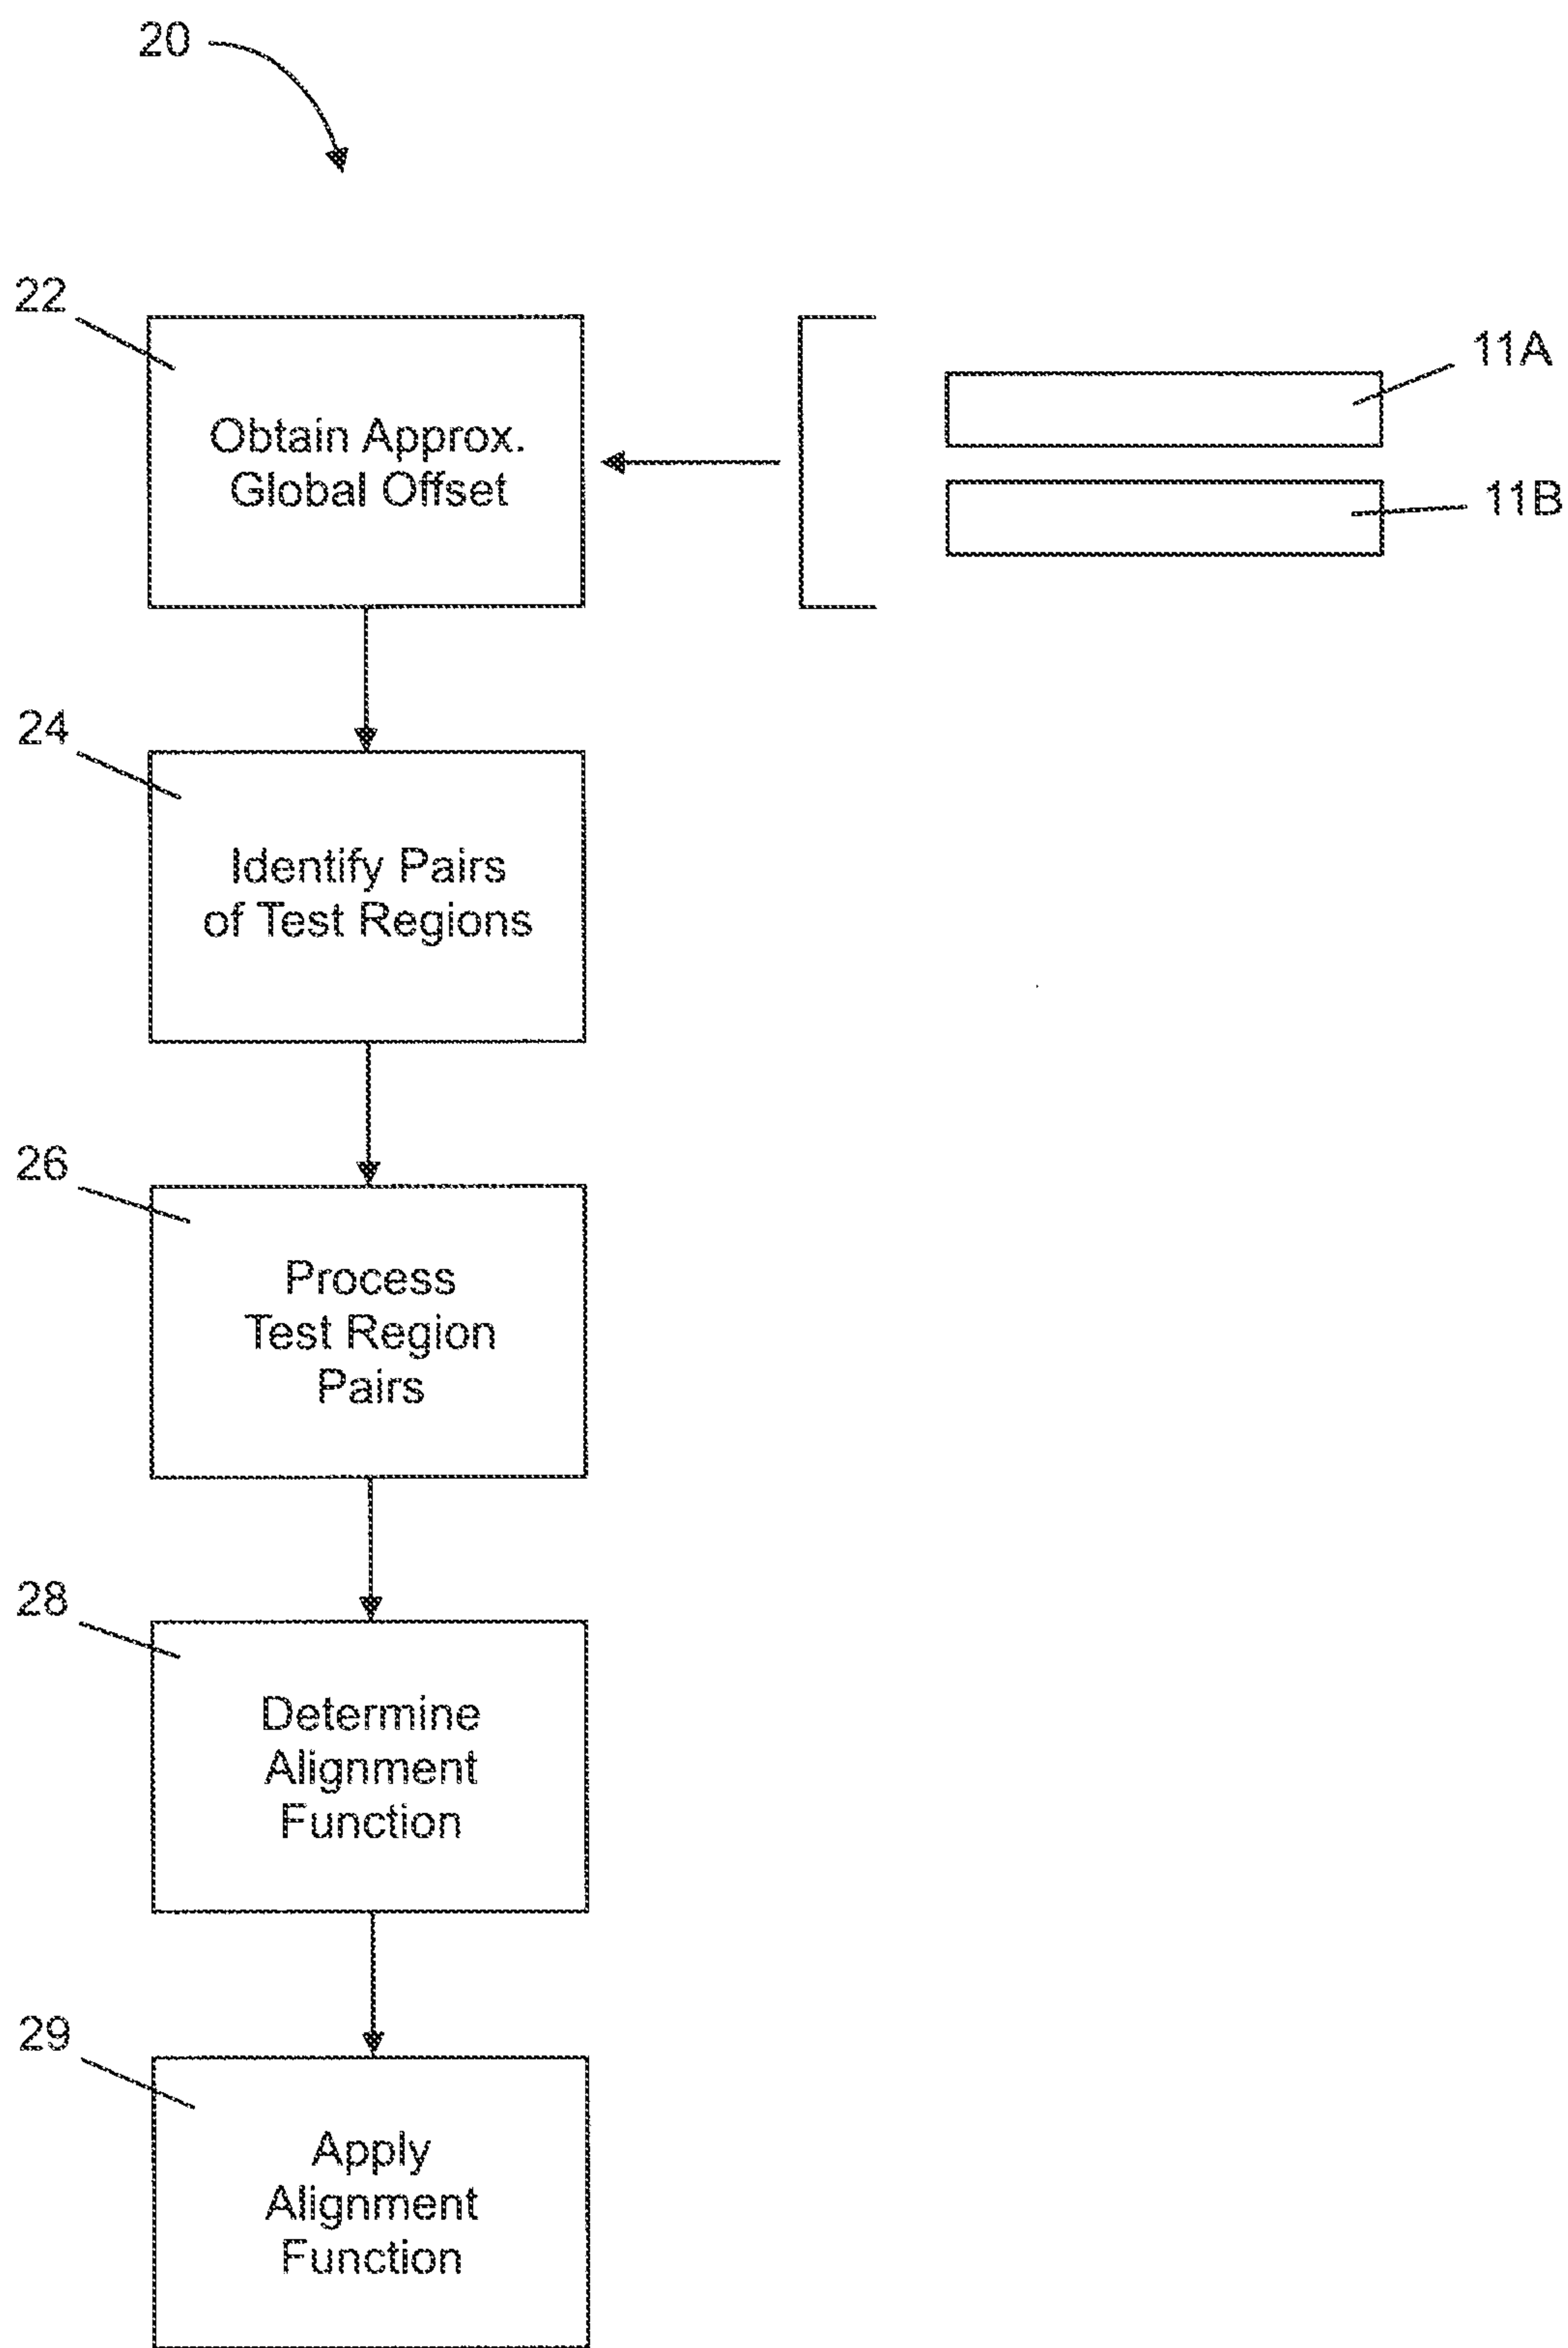 20
22
Obtain Approx.
Global Offset
11A
11B
24
Identify Pairs
of Test Regions
26
Process
Test Region
Pairs
28
Determine
Alignment
Function
29
Apply
Alignment
Function